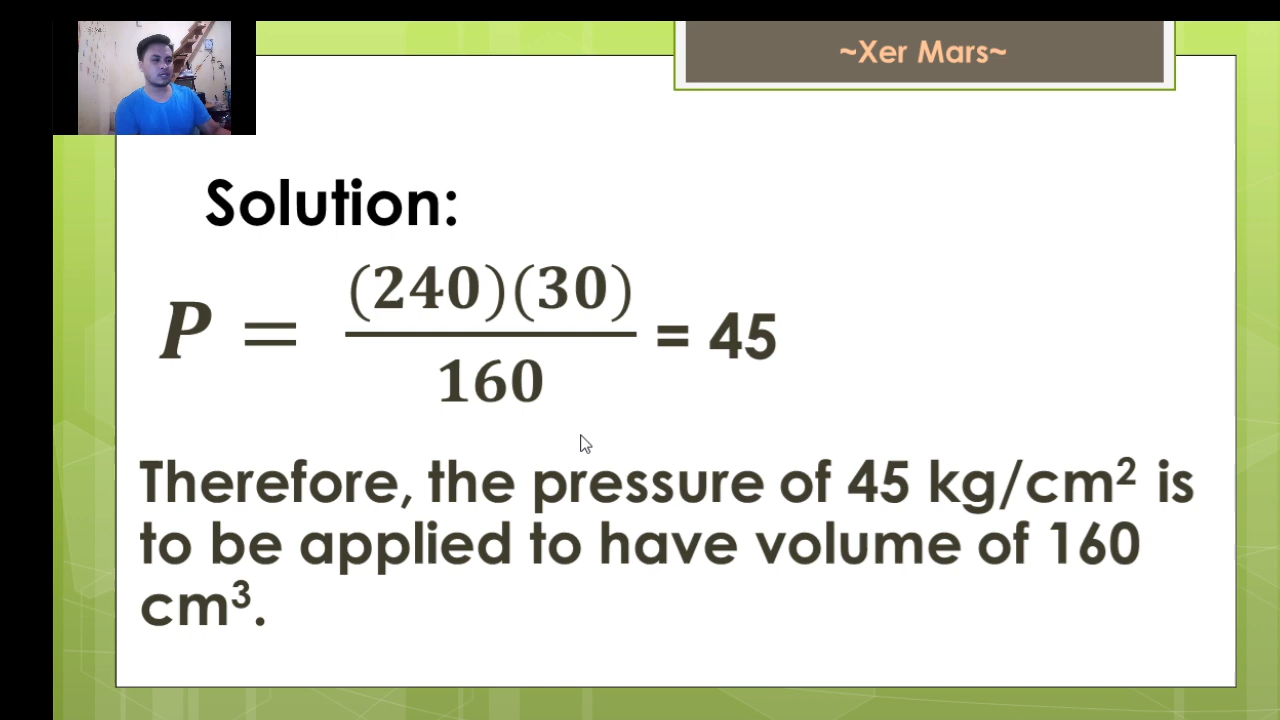 ~Xer Mars~
Solution:
P = (240)(30) / 160 = 45
Therefore, the pressure of 45 kg/cm² is
to be applied to have volume of 160
cm³.